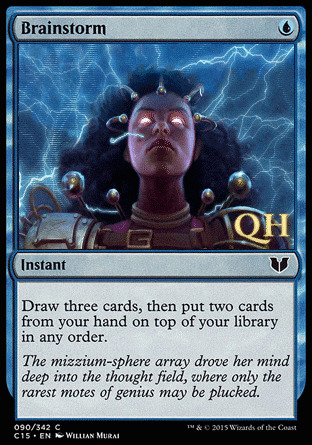 Brainstorm
QH
Instant
Draw three cards, then put two cards
from your hand on top of your library
in any order.
The mizzium-sphere array drove her mind
deep into the thought field, where only the
rarest motes of genius may be plucked.
090/342 C
C15 • EN Willian Murai
™ & © 2015 Wizards of the Coast